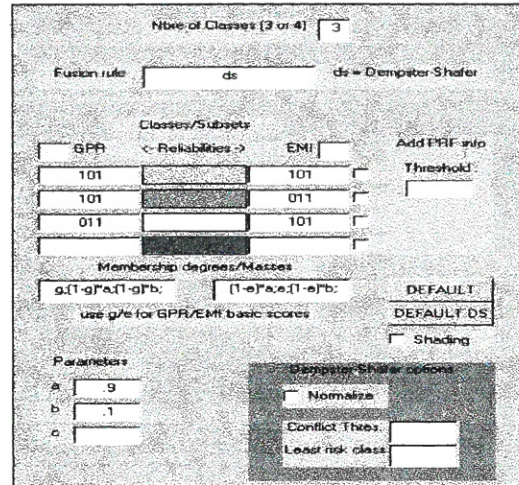 Nbre of Classes [3 or 4] 3
Fusion rule ds ds = Dempster-Shafer
Classes/Subsets
GPR <- Reliabilities -> EMI Add PRF info
Threshold
101 101
101 011
011 101
Membership degrees/Masses
g;(1-g)*a;(1-g)*b; (1-e)*a;e;(1-e)*b; DEFAULT
use g/e for GPR/EMI basic scores DEFAULT DS
Shading
Parameters Dempster-Shafer options
a .9 Normalize
b .1 Conflict Thres.
c Least risk class